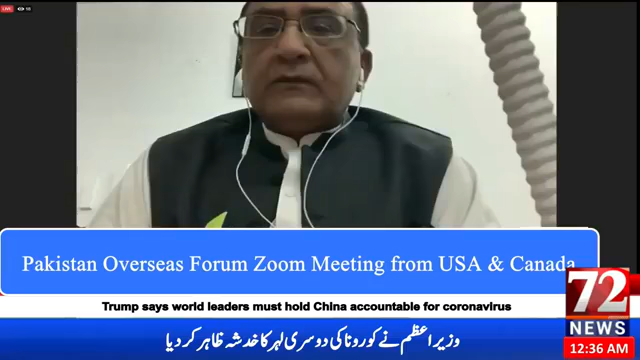 LIVE
Pakistan Overseas Forum Zoom Meeting from USA & Canada
Trump says world leaders must hold China accountable for coronavirus
وزیراعظم نے کورونا کی دوسری لہر کا خدشہ ظاہر کر دیا
72
NEWS
12:36 AM